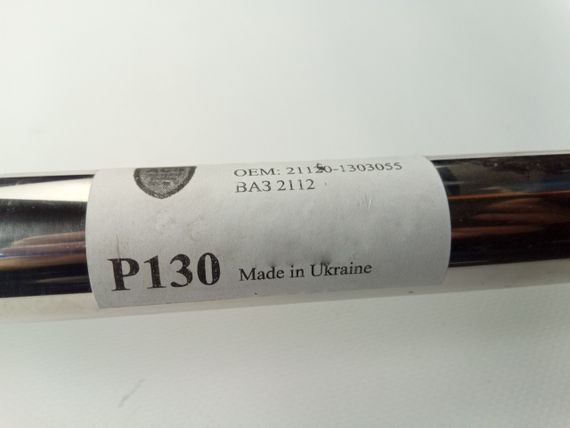 OEM: 21120-1303055
ВАЗ 2112
P130 Made in Ukraine